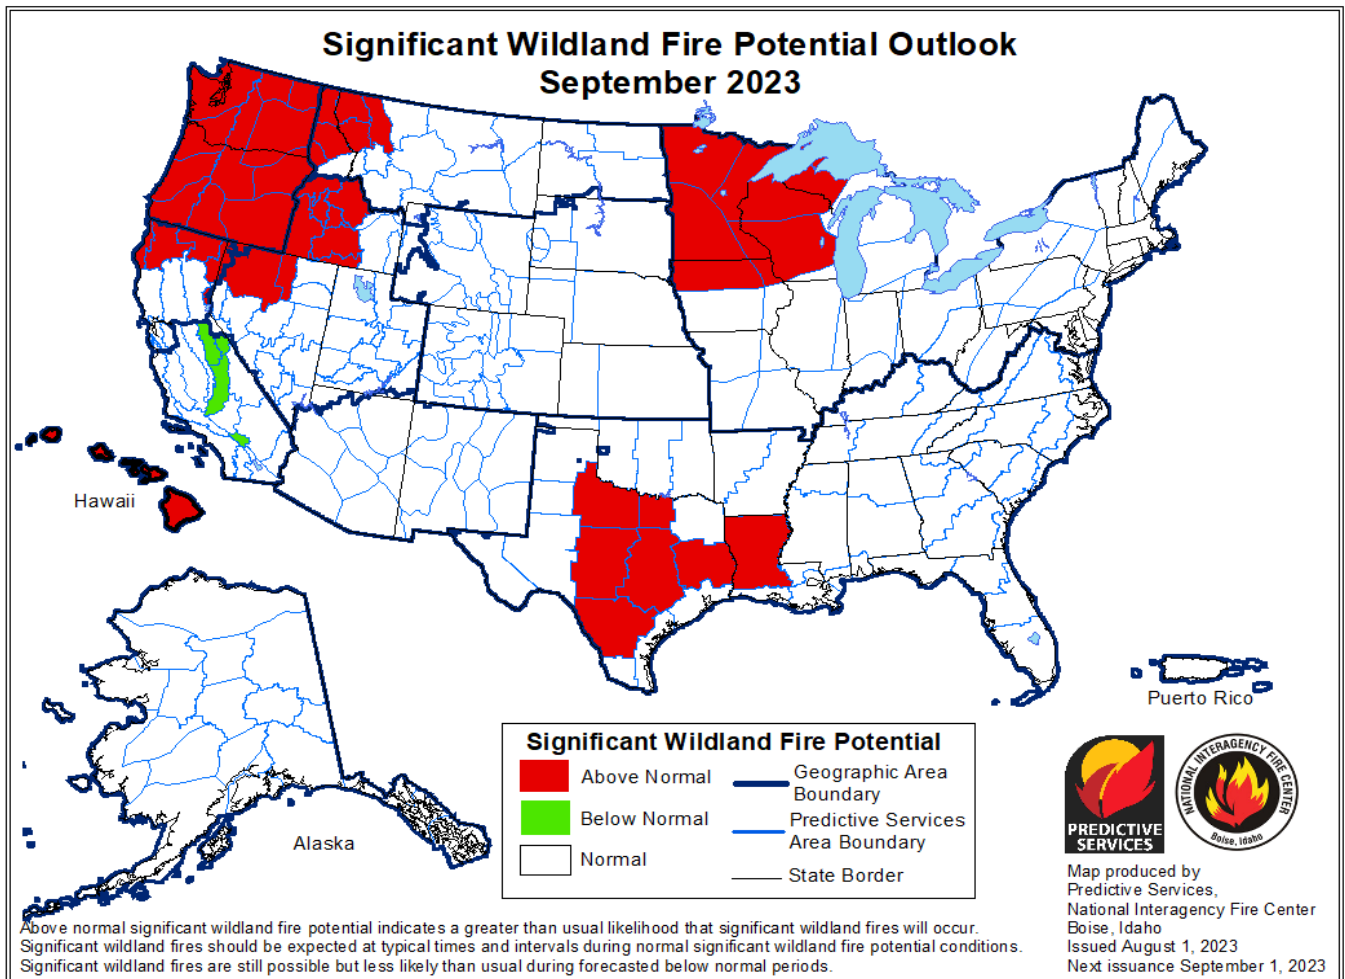 Significant Wildland Fire Potential Outlook
September 2023
Hawaii
Alaska
Puerto Rico
Significant Wildland Fire Potential
Above Normal
Below Normal
Normal
Geographic Area
Boundary
Predictive Services
Area Boundary
State Border
PREDICTIVE
SERVICES
NATIONAL INTERAGENCY FIRE CENTER
Boise, Idaho
Map produced by
Predictive Services,
National Interagency Fire Center
Boise, Idaho
Issued August 1, 2023
Next issuance September 1, 2023
Above normal significant wildland fire potential indicates a greater than usual likelihood that significant wildland fires will occur.
Significant wildland fires should be expected at typical times and intervals during normal significant wildland fire potential conditions.
Significant wildland fires are still possible but less likely than usual during forecasted below normal periods.